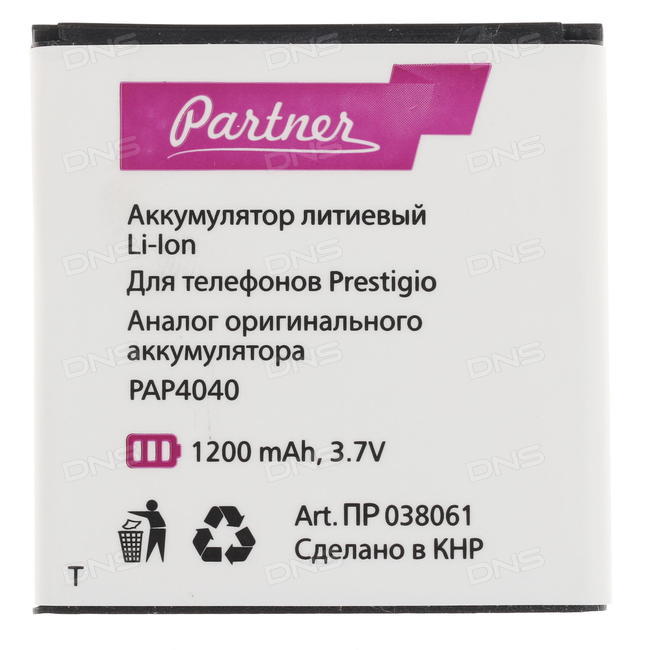 Partner
Аккумулятор литиевый
Li-Ion
Для телефонов Prestigio
Аналог оригинального
аккумулятора
PAP4040
1200 mAh, 3.7V
Art. ПР 038061
Сделано в КНР
T
DNS